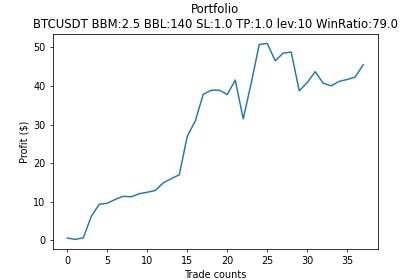 Portfolio
BTCUSDT BBM:2.5 BBL:140 SL:1.0 TP:1.0 lev:10 WinRatio:79.0
50
40
30
20
10
0
Profit ($)
0 5 10 15 20 25 30 35
Trade counts